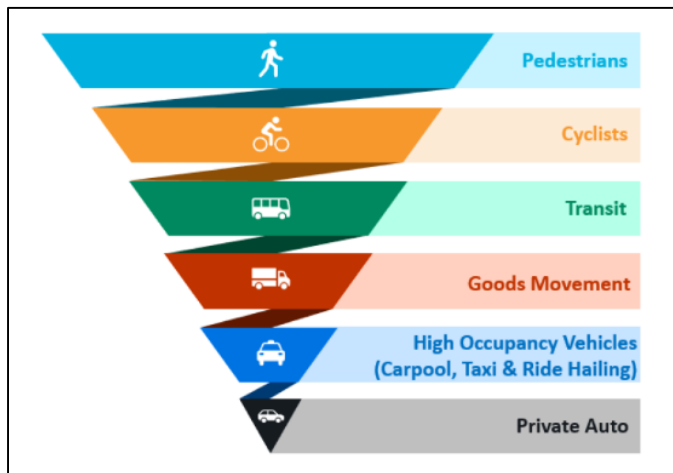 Pedestrians
Cyclists
Transit
Goods Movement
High Occupancy Vehicles
(Carpool, Taxi & Ride Hailing)
Private Auto